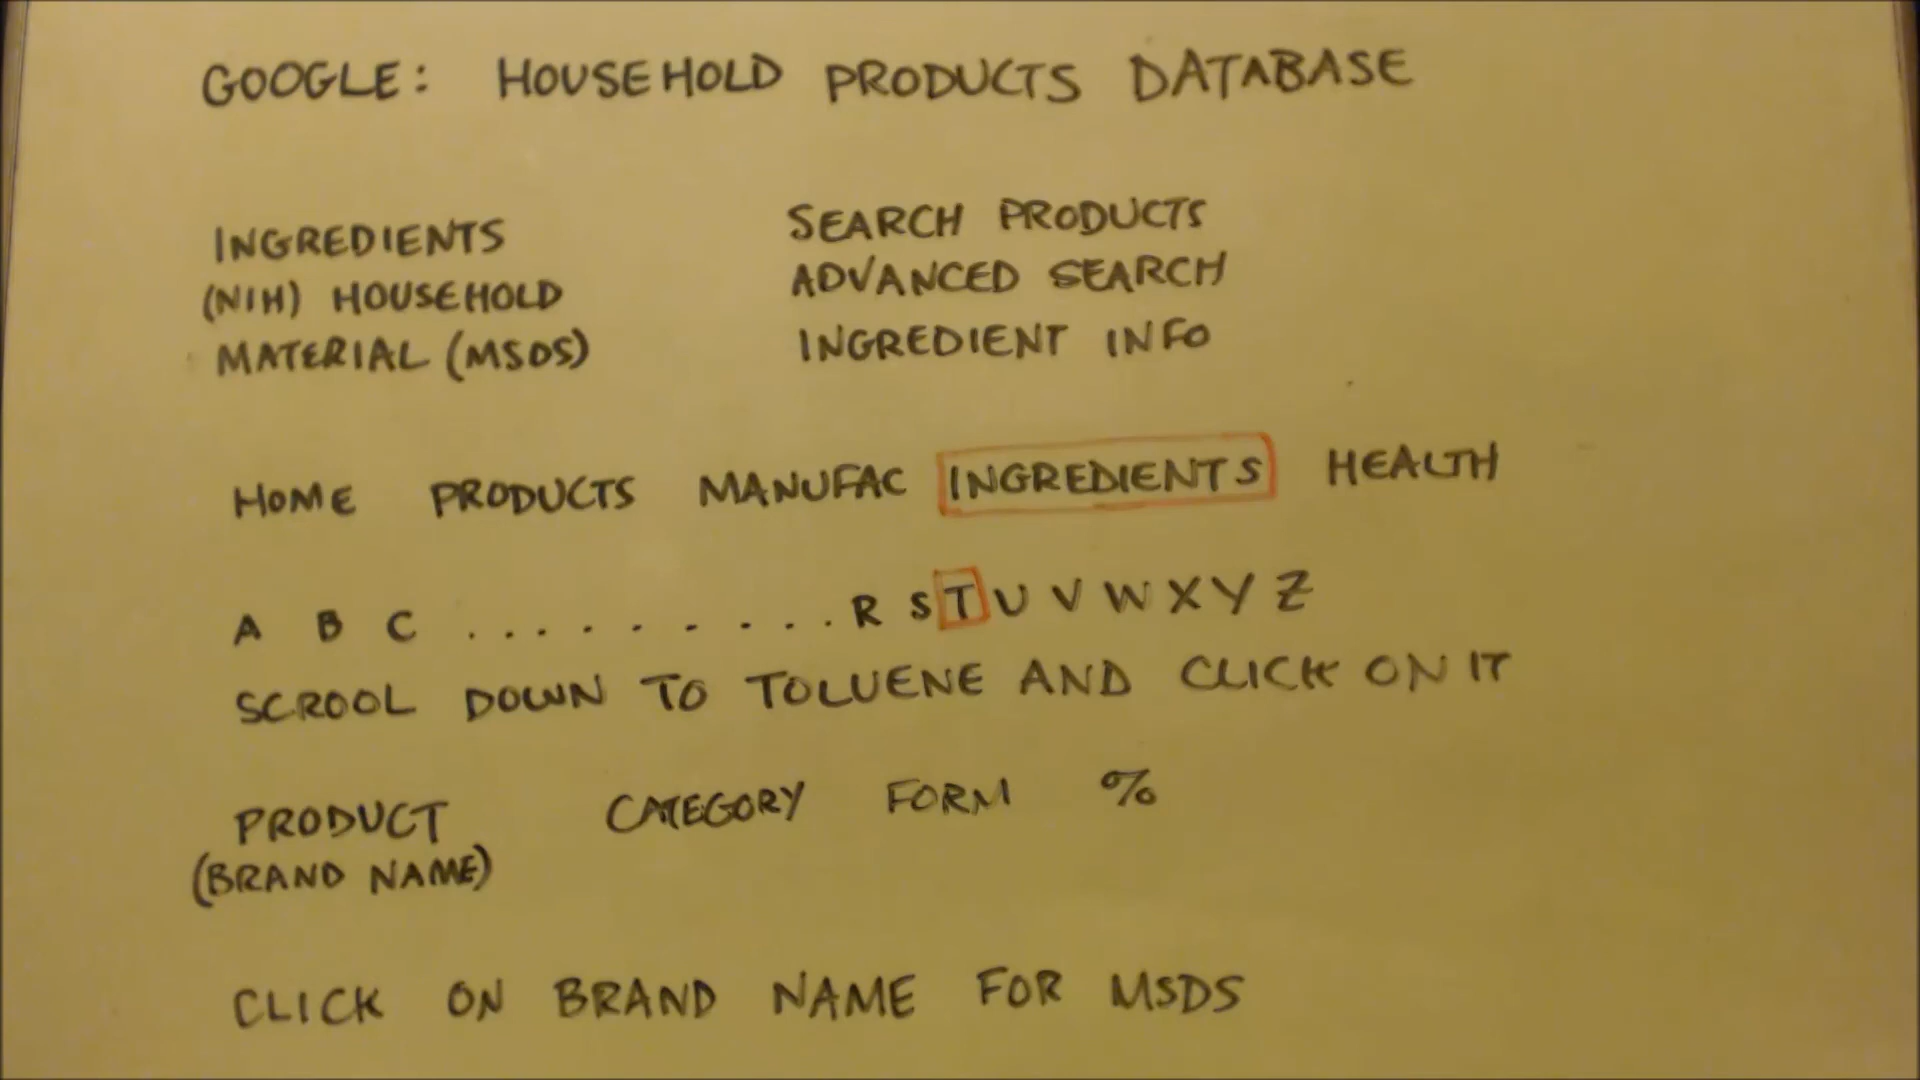 GOOGLE: HOUSEHOLD PRODUCTS DATABASE
INGREDIENTS
(NIH) HOUSEHOLD
MATERIAL (MSDS)
SEARCH PRODUCTS
ADVANCED SEARCH
INGREDIENT INFO
HOME PRODUCTS MANUFAC INGREDIENTS HEALTH
A B C .......... R S T U V W X Y Z
SCROOL DOWN TO TOLUENE AND CLICK ON IT
PRODUCT CATEGORY FORM %
(BRAND NAME)
CLICK ON BRAND NAME FOR MSDS